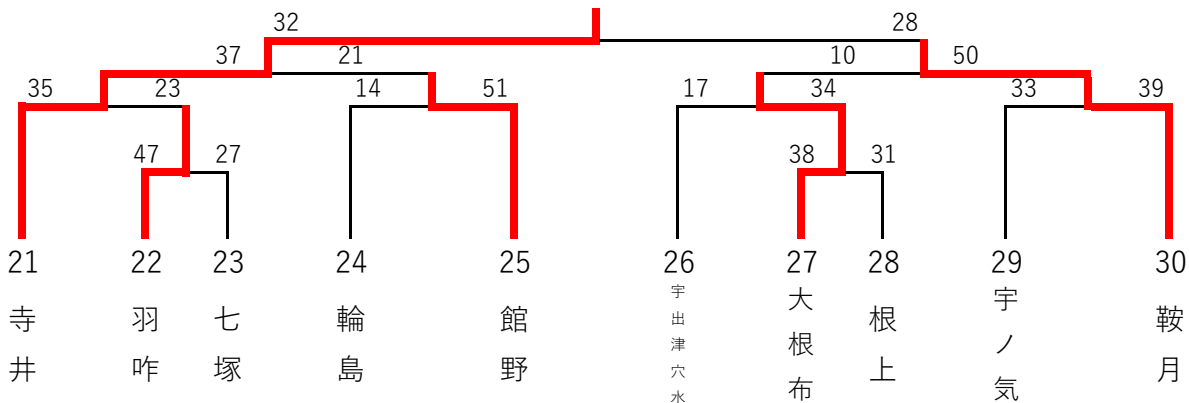 32 28
37 21 10 50
35 23 14 51 17 34 33 39
47 27 38 31
21 22 23 24 25 26 27 28 29 30
寺井
羽咋
七塚
輪島
館野
宇出津穴水
大根布
根上
宇ノ気
鞍月